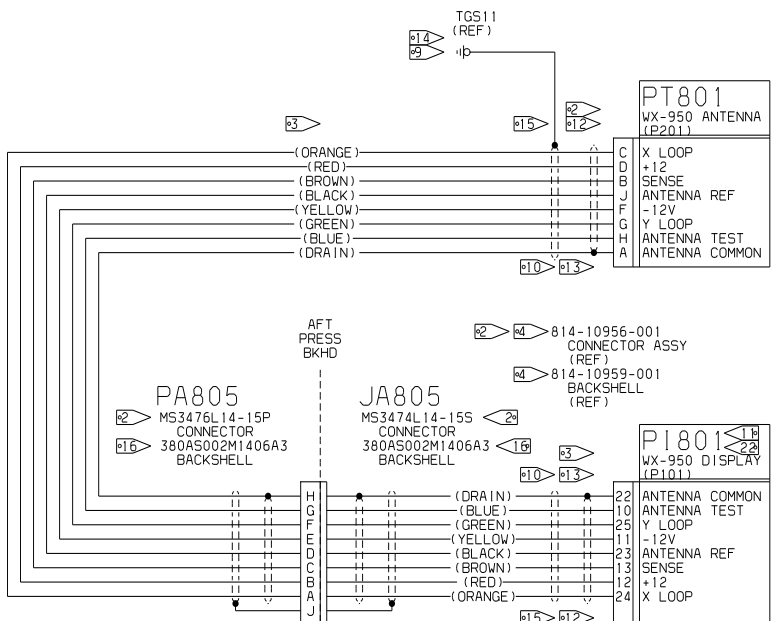 TGS11
(REF)
14
9
3
15
2
12
PT801
WX-950 ANTENNA
(P201)
(ORANGE) C X LOOP
(RED) D +12
(BROWN) B SENSE
(BLACK) J ANTENNA REF
(YELLOW) F -12V
(GREEN) G Y LOOP
(BLUE) H ANTENNA TEST
(DRAIN) A ANTENNA COMMON
10 13
AFT
PRESS
BKHD
2 4 814-10956-001
CONNECTOR ASSY
(REF)
4 814-10959-001
BACKSHELL
(REF)
PA805
2 MS3476L14-15P
CONNECTOR
16 380AS002M1406A3
BACKSHELL
JA805
MS3474L14-15S 2
CONNECTOR
380AS002M1406A3 16
BACKSHELL
3
10 13
PI801 11
22
WX-950 DISPLAY
(P101)
H (DRAIN) 22 ANTENNA COMMON
G (BLUE) 10 ANTENNA TEST
F (GREEN) 25 Y LOOP
E (YELLOW) 11 -12V
D (BLACK) 23 ANTENNA REF
C (BROWN) 13 SENSE
B (RED) 12 +12
A (ORANGE) 24 X LOOP
J
15 12